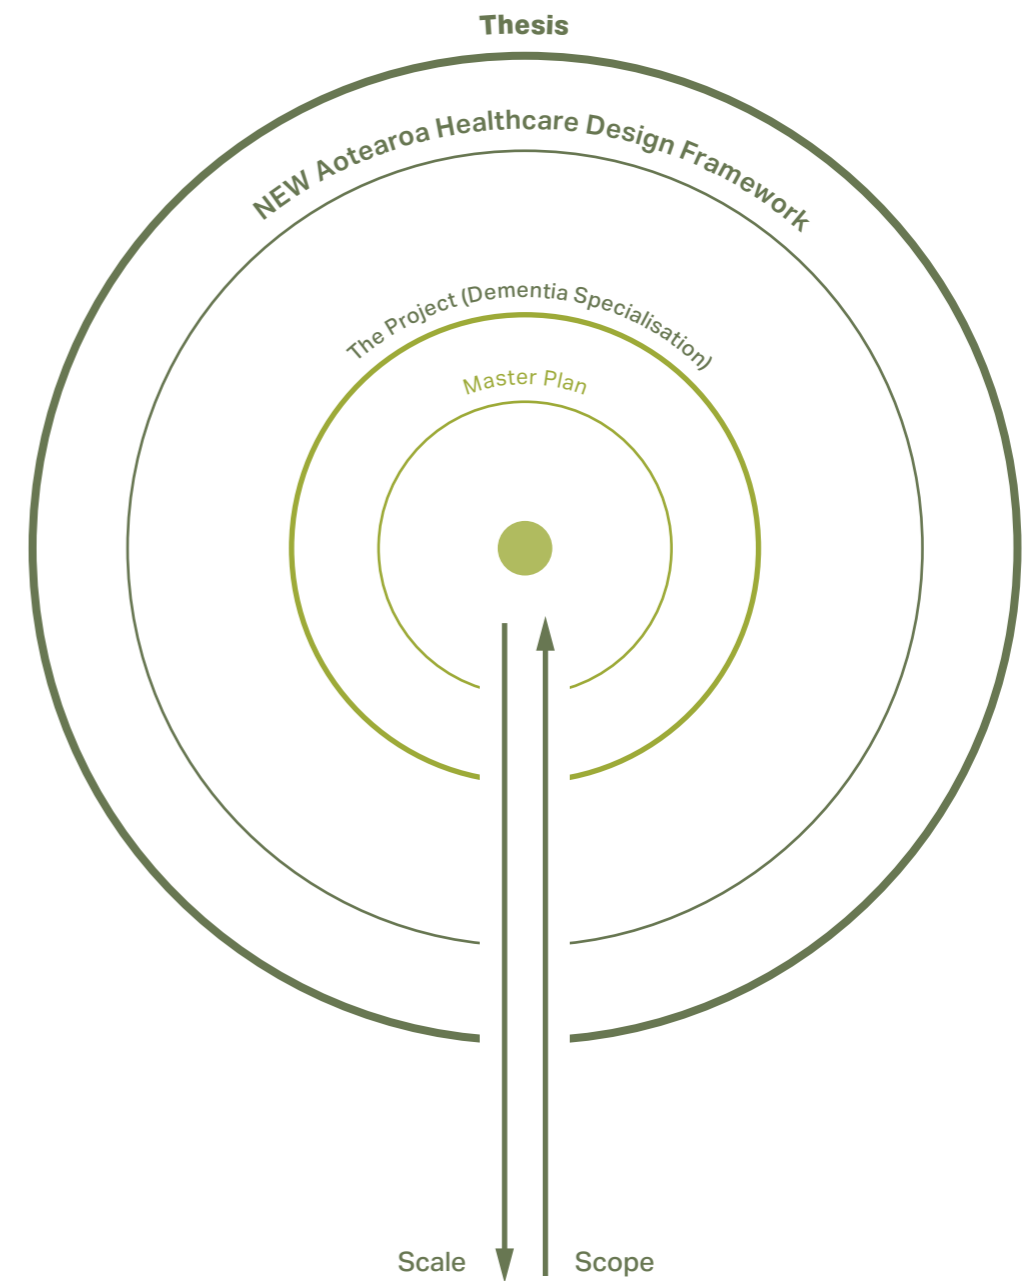 Thesis
NEW Aotearoa Healthcare Design Framework
The Project (Dementia Specialisation)
Master Plan
Scale
Scope